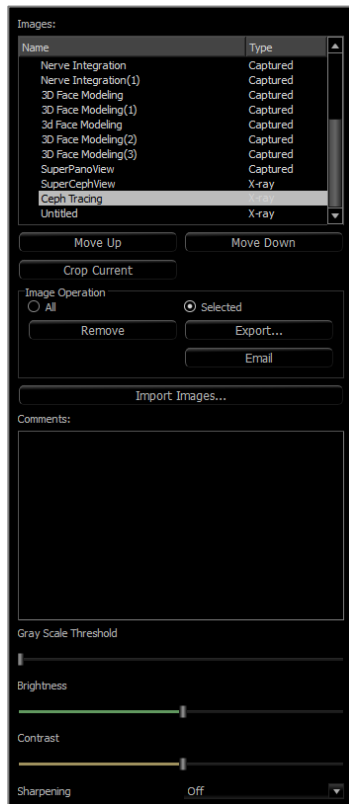 Images:
Name Type
Nerve Integration Captured
Nerve Integration(1) Captured
3D Face Modeling Captured
3D Face Modeling(1) Captured
3d Face Modeling Captured
3D Face Modeling(2) Captured
3D Face Modeling(3) Captured
SuperPanoView Captured
SuperCephView X-ray
Ceph Tracing X-ray
Untitled X-ray
Move Up Move Down
Crop Current
Image Operation
All Selected
Remove Export...
Email
Import Images...
Comments:
Gray Scale Threshold
Brightness
Contrast
Sharpening Off